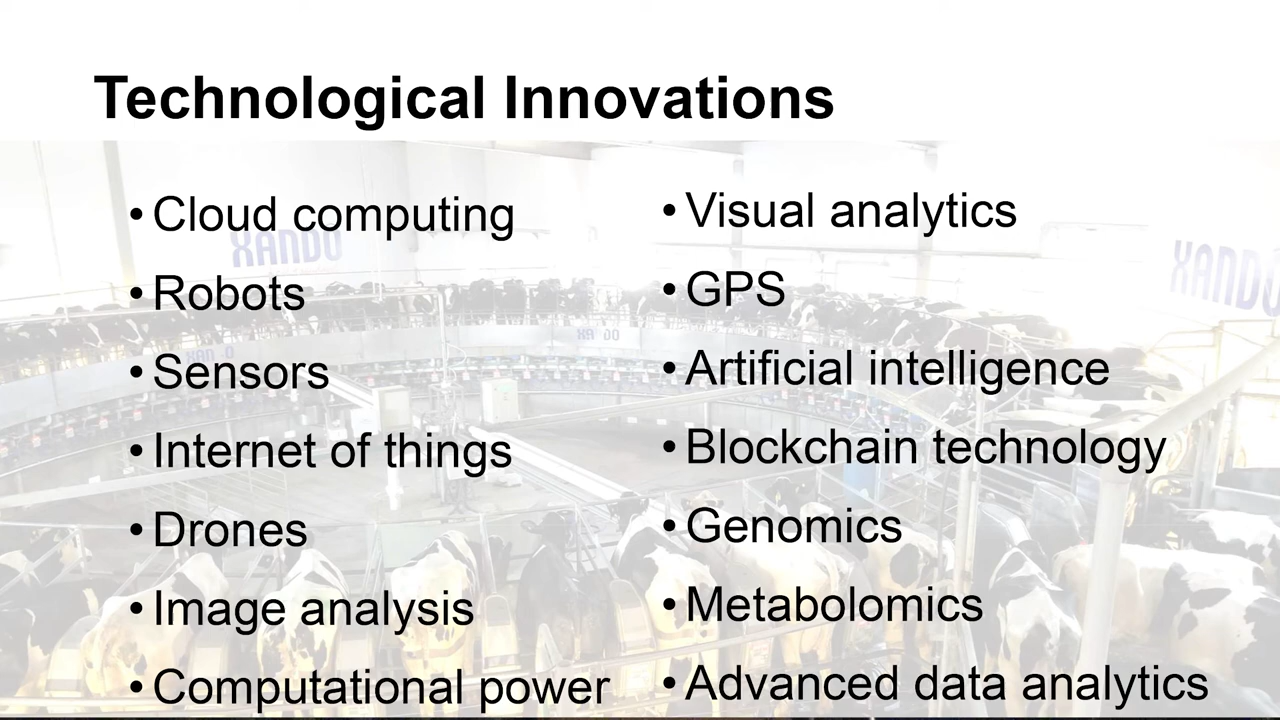 Technological Innovations
• Cloud computing
• Robots
• Sensors
• Internet of things
• Drones
• Image analysis
• Computational power
• Visual analytics
• GPS
• Artificial intelligence
• Blockchain technology
• Genomics
• Metabolomics
• Advanced data analytics
XANDO
XANDO